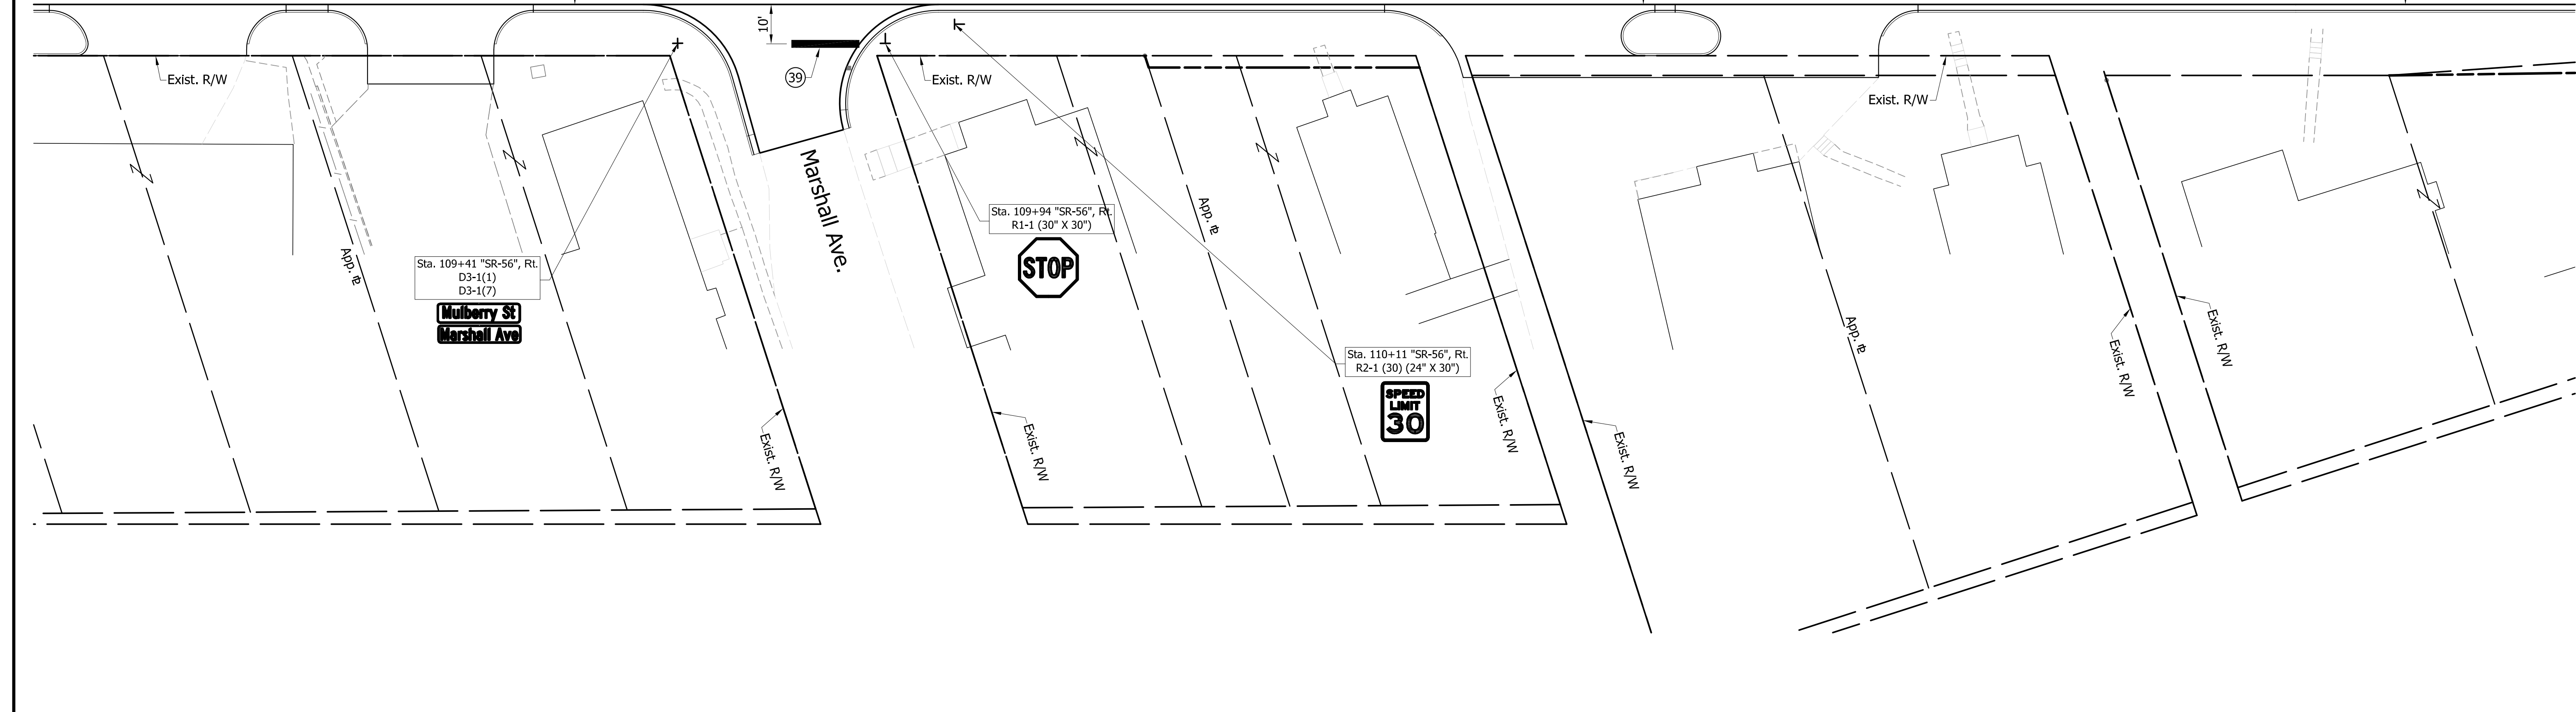 10'
39
Exist. R/W
Exist. R/W
Exist. R/W
Marshall Ave.
Sta. 109+94 "SR-56", Rt.
R1-1 (30" X 30")
STOP
App. ⅊
App. ⅊
Sta. 109+41 "SR-56", Rt.
D3-1(1)
D3-1(7)
Mulberry St
Marshall Ave
App. ⅊
Sta. 110+11 "SR-56", Rt.
R2-1 (30) (24" X 30")
SPEED
LIMIT
30
Exist. R/W
Exist. R/W
Exist. R/W
Exist. R/W
Exist. R/W
Exist. R/W